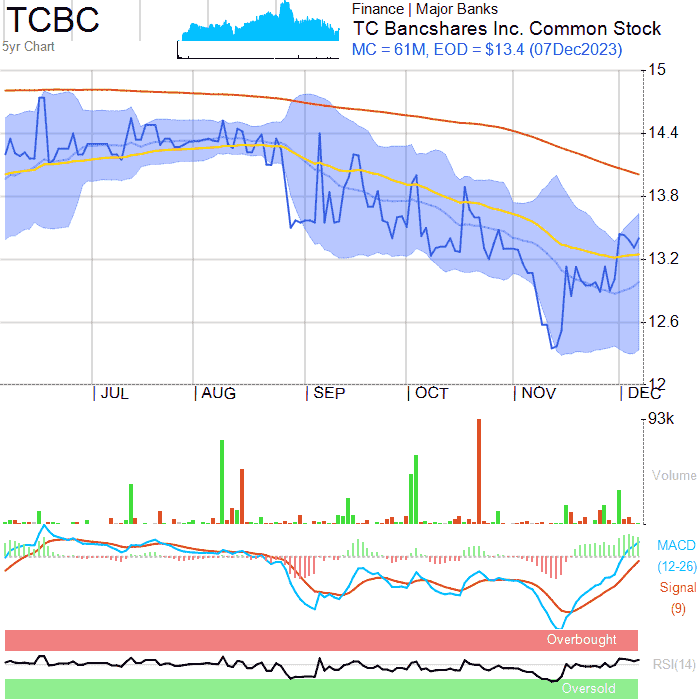 TCBC
5yr Chart
Finance | Major Banks
TC Bancshares Inc. Common Stock
MC = 61M, EOD = $13.4 (07Dec2023)
15
14.4
13.8
13.2
12.6
12
JUL AUG SEP OCT NOV DEC
93k
Volume
MACD
(12-26)
Signal
(9)
Overbought
RSI(14)
Oversold